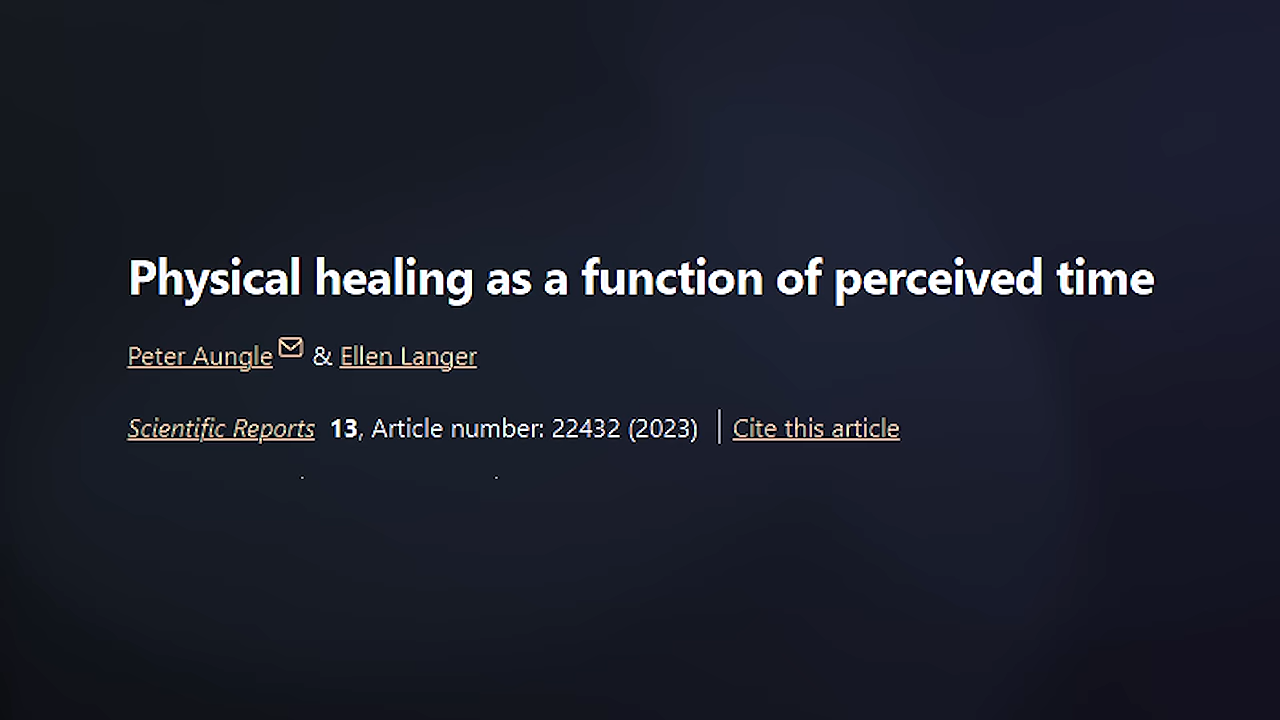 Physical healing as a function of perceived time
Peter Aungle & Ellen Langer
Scientific Reports 13, Article number: 22432 (2023) | Cite this article